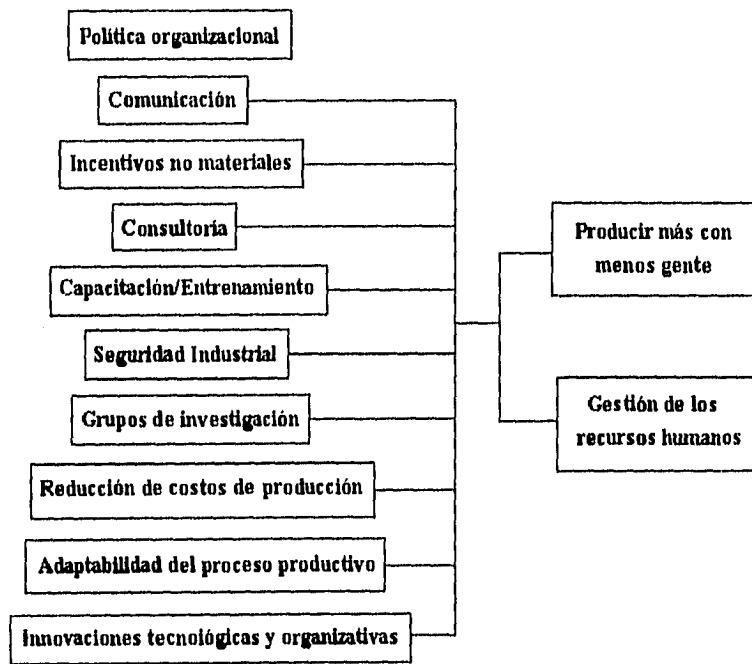 Política organizacional
Comunicación
Incentivos no materiales
Consultoría
Capacitación/Entrenamiento
Seguridad Industrial
Grupos de investigación
Reducción de costos de producción
Adaptabilidad del proceso productivo
Innovaciones tecnológicas y organizativas
Producir más con
menos gente
Gestión de los
recursos humanos